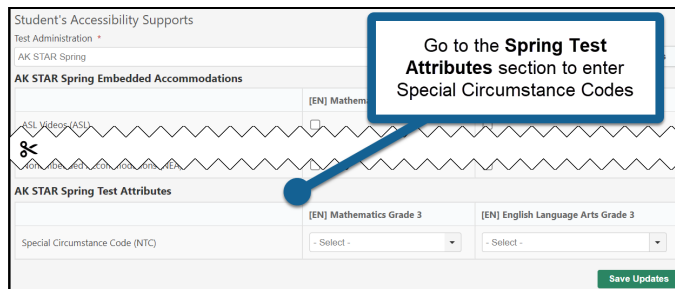 Student's Accessibility Supports
Test Administration *
AK STAR Spring
Go to the Spring Test
Attributes section to enter
Special Circumstance Codes
AK STAR Spring Embedded Accommodations
[EN] Mathema
ASL Videos (ASL)
AK STAR Spring Test Attributes
[EN] Mathematics Grade 3 [EN] English Language Arts Grade 3
Special Circumstance Code (NTC) - Select - - Select -
Save Updates